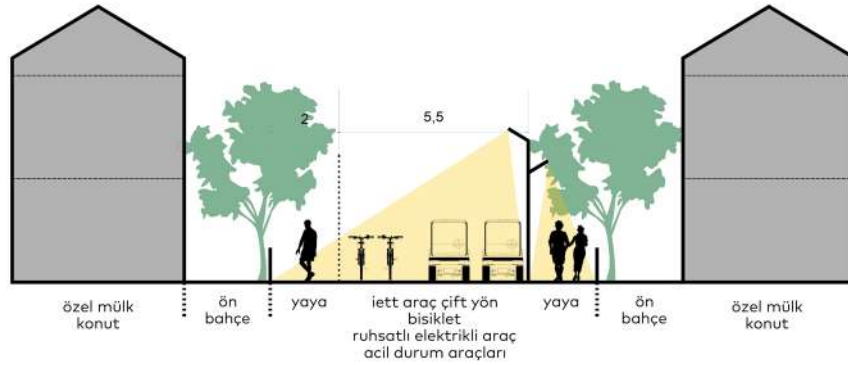 2
5,5
özel mülk
konut
ön
bahçe
yaya
iett araç çift yön
bisiklet
ruhsatlı elektrikli araç
acil durum araçları
yaya
ön
bahçe
özel mülk
konut